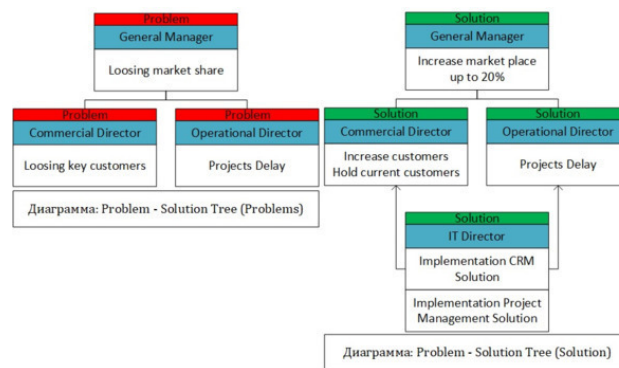 Problem
General Manager
Loosing market share
Problem
Commercial Director
Loosing key customers
Problem
Operational Director
Projects Delay
Диаграмма: Problem - Solution Tree (Problems)
Solution
General Manager
Increase market place
up to 20%
Solution
Commercial Director
Increase customers
Hold current customers
Solution
Operational Director
Projects Delay
Solution
IT Director
Implementation CRM
Solution
Implementation Project
Management Solution
Диаграмма: Problem - Solution Tree (Solution)